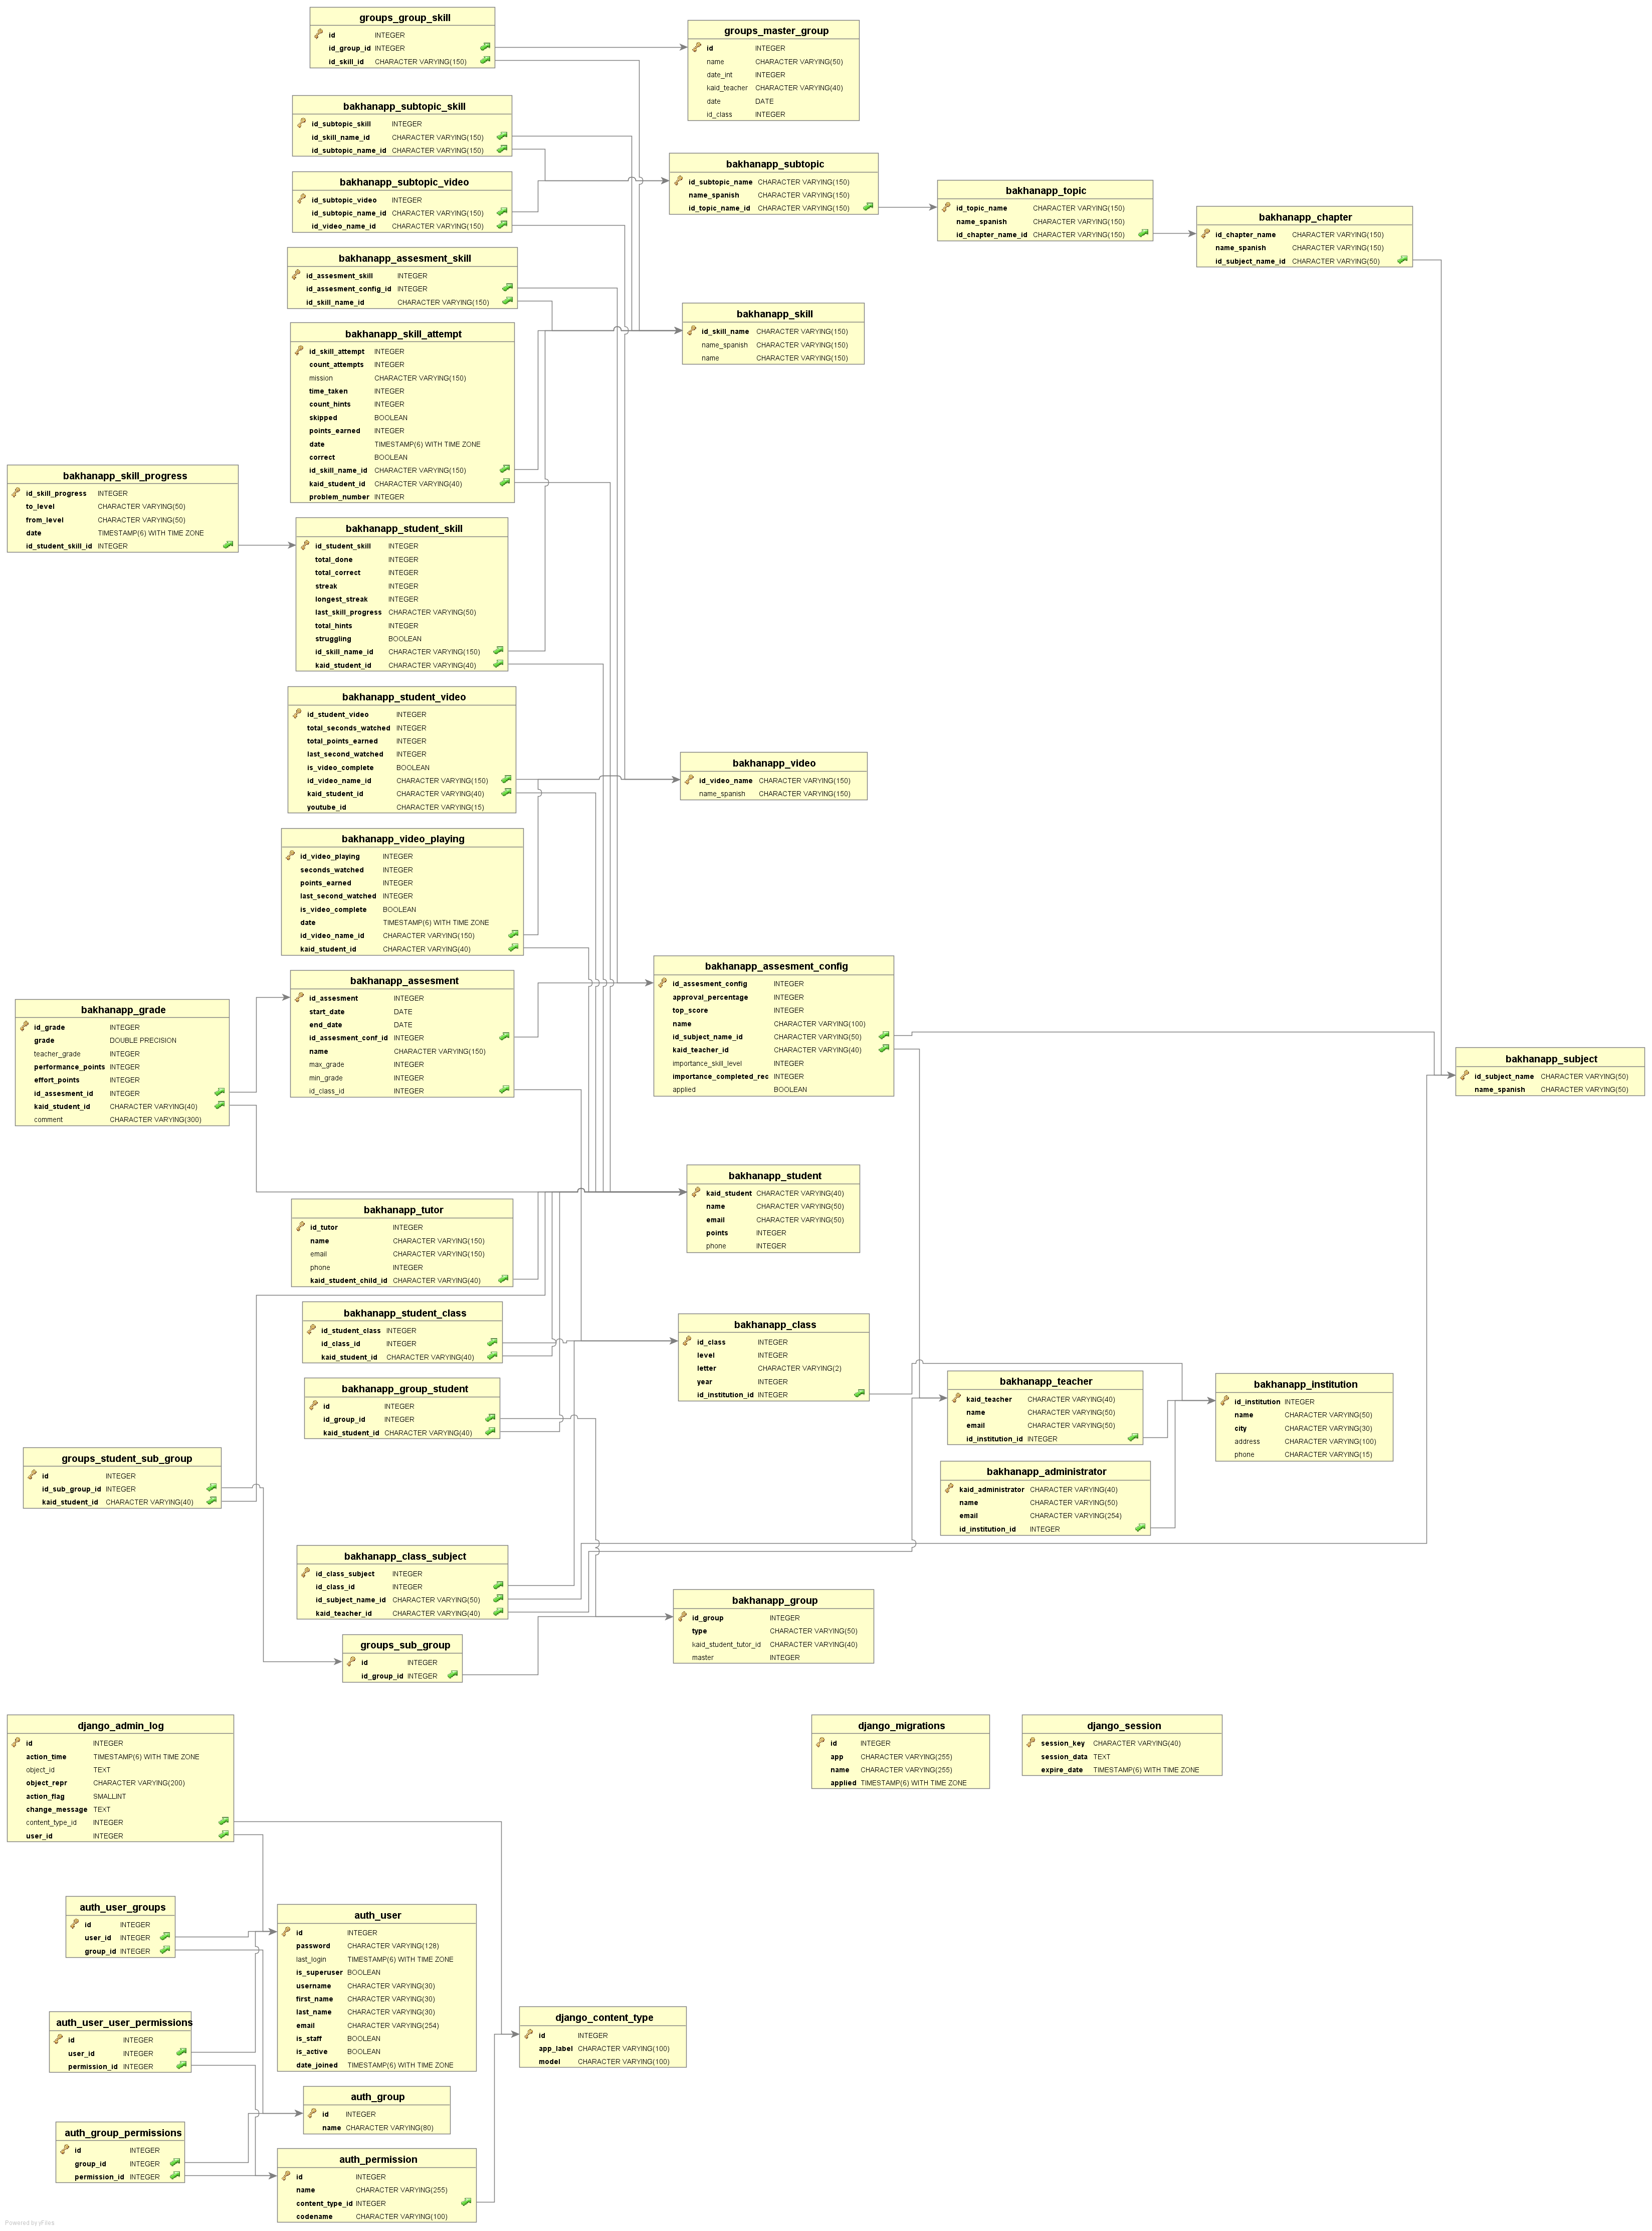 groups_group_skill
id INTEGER
id_group_id INTEGER
id_skill_id CHARACTER VARYING(150)
groups_master_group
id INTEGER
name CHARACTER VARYING(50)
date_int INTEGER
kaid_teacher CHARACTER VARYING(40)
date DATE
id_class INTEGER
bakhanapp_subtopic_skill
id_subtopic_skill INTEGER
id_skill_name_id CHARACTER VARYING(150)
id_subtopic_name_id CHARACTER VARYING(150)
bakhanapp_subtopic_video
id_subtopic_video INTEGER
id_subtopic_name_id CHARACTER VARYING(150)
id_video_name_id CHARACTER VARYING(150)
bakhanapp_subtopic
id_subtopic_name CHARACTER VARYING(150)
name_spanish CHARACTER VARYING(150)
id_topic_name_id CHARACTER VARYING(150)
bakhanapp_topic
id_topic_name CHARACTER VARYING(150)
name_spanish CHARACTER VARYING(150)
id_chapter_name_id CHARACTER VARYING(150)
bakhanapp_chapter
id_chapter_name CHARACTER VARYING(150)
name_spanish CHARACTER VARYING(150)
id_subject_name_id CHARACTER VARYING(50)
bakhanapp_assesment_skill
id_assesment_skill INTEGER
id_assesment_config_id INTEGER
id_skill_name_id CHARACTER VARYING(150)
bakhanapp_skill
id_skill_name CHARACTER VARYING(150)
name_spanish CHARACTER VARYING(150)
name CHARACTER VARYING(150)
bakhanapp_skill_attempt
id_skill_attempt INTEGER
count_attempts INTEGER
mission CHARACTER VARYING(150)
time_taken INTEGER
count_hints INTEGER
skipped BOOLEAN
points_earned INTEGER
date TIMESTAMP(6) WITH TIME ZONE
correct BOOLEAN
id_skill_name_id CHARACTER VARYING(150)
kaid_student_id CHARACTER VARYING(40)
problem_number INTEGER
bakhanapp_skill_progress
id_skill_progress INTEGER
to_level CHARACTER VARYING(50)
from_level CHARACTER VARYING(50)
date TIMESTAMP(6) WITH TIME ZONE
id_student_skill_id INTEGER
bakhanapp_student_skill
id_student_skill INTEGER
total_done INTEGER
total_correct INTEGER
streak INTEGER
longest_streak INTEGER
last_skill_progress CHARACTER VARYING(50)
total_hints INTEGER
struggling BOOLEAN
id_skill_name_id CHARACTER VARYING(150)
kaid_student_id CHARACTER VARYING(40)
bakhanapp_student_video
id_student_video INTEGER
total_seconds_watched INTEGER
total_points_earned INTEGER
last_second_watched INTEGER
is_video_complete BOOLEAN
id_video_name_id CHARACTER VARYING(150)
kaid_student_id CHARACTER VARYING(40)
youtube_id CHARACTER VARYING(15)
bakhanapp_video
id_video_name CHARACTER VARYING(150)
name_spanish CHARACTER VARYING(150)
bakhanapp_video_playing
id_video_playing INTEGER
seconds_watched INTEGER
points_earned INTEGER
last_second_watched INTEGER
is_video_complete BOOLEAN
date TIMESTAMP(6) WITH TIME ZONE
id_video_name_id CHARACTER VARYING(150)
kaid_student_id CHARACTER VARYING(40)
bakhanapp_grade
id_grade INTEGER
grade DOUBLE PRECISION
teacher_grade INTEGER
performance_points INTEGER
effort_points INTEGER
id_assesment_id INTEGER
kaid_student_id CHARACTER VARYING(40)
comment CHARACTER VARYING(300)
bakhanapp_assesment
id_assesment INTEGER
start_date DATE
end_date DATE
id_assesment_conf_id INTEGER
name CHARACTER VARYING(150)
max_grade INTEGER
min_grade INTEGER
id_class_id INTEGER
bakhanapp_assesment_config
id_assesment_config INTEGER
approval_percentage INTEGER
top_score INTEGER
name CHARACTER VARYING(100)
id_subject_name_id CHARACTER VARYING(50)
kaid_teacher_id CHARACTER VARYING(40)
importance_skill_level INTEGER
importance_completed_rec INTEGER
applied BOOLEAN
bakhanapp_subject
id_subject_name CHARACTER VARYING(50)
name_spanish CHARACTER VARYING(50)
bakhanapp_student
kaid_student CHARACTER VARYING(40)
name CHARACTER VARYING(50)
email CHARACTER VARYING(50)
points INTEGER
phone INTEGER
bakhanapp_tutor
id_tutor INTEGER
name CHARACTER VARYING(150)
email CHARACTER VARYING(150)
phone INTEGER
kaid_student_child_id CHARACTER VARYING(40)
bakhanapp_student_class
id_student_class INTEGER
id_class_id INTEGER
kaid_student_id CHARACTER VARYING(40)
bakhanapp_class
id_class INTEGER
level INTEGER
letter CHARACTER VARYING(2)
year INTEGER
id_institution_id INTEGER
bakhanapp_group_student
id INTEGER
id_group_id INTEGER
kaid_student_id CHARACTER VARYING(40)
bakhanapp_teacher
kaid_teacher CHARACTER VARYING(40)
name CHARACTER VARYING(50)
email CHARACTER VARYING(50)
id_institution_id INTEGER
bakhanapp_institution
id_institution INTEGER
name CHARACTER VARYING(50)
city CHARACTER VARYING(30)
address CHARACTER VARYING(100)
phone CHARACTER VARYING(15)
groups_student_sub_group
id INTEGER
id_sub_group_id INTEGER
kaid_student_id CHARACTER VARYING(40)
bakhanapp_administrator
kaid_administrator CHARACTER VARYING(40)
name CHARACTER VARYING(50)
email CHARACTER VARYING(254)
id_institution_id INTEGER
bakhanapp_class_subject
id_class_subject INTEGER
id_class_id INTEGER
id_subject_name_id CHARACTER VARYING(50)
kaid_teacher_id CHARACTER VARYING(40)
bakhanapp_group
id_group INTEGER
type CHARACTER VARYING(50)
kaid_student_tutor_id CHARACTER VARYING(40)
master INTEGER
groups_sub_group
id INTEGER
id_group_id INTEGER
django_admin_log
id INTEGER
action_time TIMESTAMP(6) WITH TIME ZONE
object_id TEXT
object_repr CHARACTER VARYING(200)
action_flag SMALLINT
change_message TEXT
content_type_id INTEGER
user_id INTEGER
django_migrations
id INTEGER
app CHARACTER VARYING(255)
name CHARACTER VARYING(255)
applied TIMESTAMP(6) WITH TIME ZONE
django_session
session_key CHARACTER VARYING(40)
session_data TEXT
expire_date TIMESTAMP(6) WITH TIME ZONE
auth_user_groups
id INTEGER
user_id INTEGER
group_id INTEGER
auth_user
id INTEGER
password CHARACTER VARYING(128)
last_login TIMESTAMP(6) WITH TIME ZONE
is_superuser BOOLEAN
username CHARACTER VARYING(30)
first_name CHARACTER VARYING(30)
last_name CHARACTER VARYING(30)
email CHARACTER VARYING(254)
is_staff BOOLEAN
is_active BOOLEAN
date_joined TIMESTAMP(6) WITH TIME ZONE
auth_user_user_permissions
id INTEGER
user_id INTEGER
permission_id INTEGER
django_content_type
id INTEGER
app_label CHARACTER VARYING(100)
model CHARACTER VARYING(100)
auth_group
id INTEGER
name CHARACTER VARYING(80)
auth_group_permissions
id INTEGER
group_id INTEGER
permission_id INTEGER
auth_permission
id INTEGER
name CHARACTER VARYING(255)
content_type_id INTEGER
codename CHARACTER VARYING(100)
Powered by yFiles